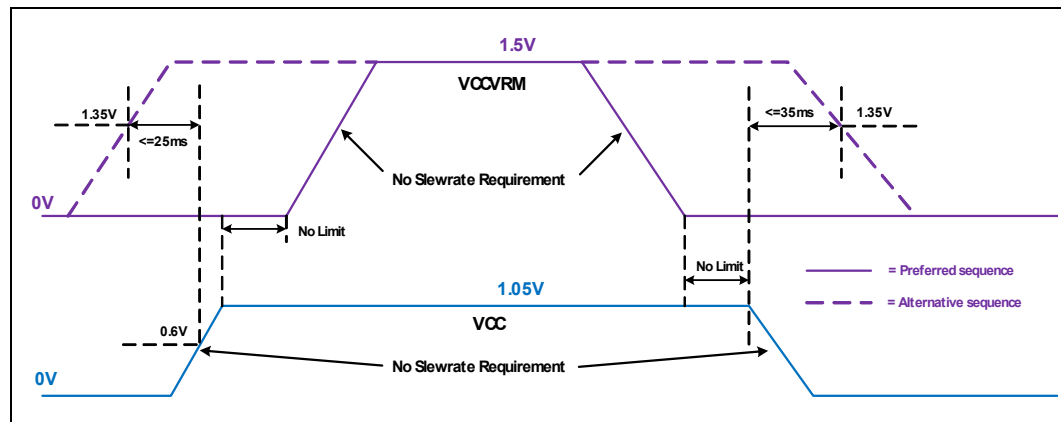 1.5V
VCCVRM
1.35V
<=25ms
<=35ms
1.35V
No Slewrate Requirement
0V
No Limit
No Limit
= Preferred sequence
= Alternative sequence
1.05V
VCC
0.6V
No Slewrate Requirement
0V